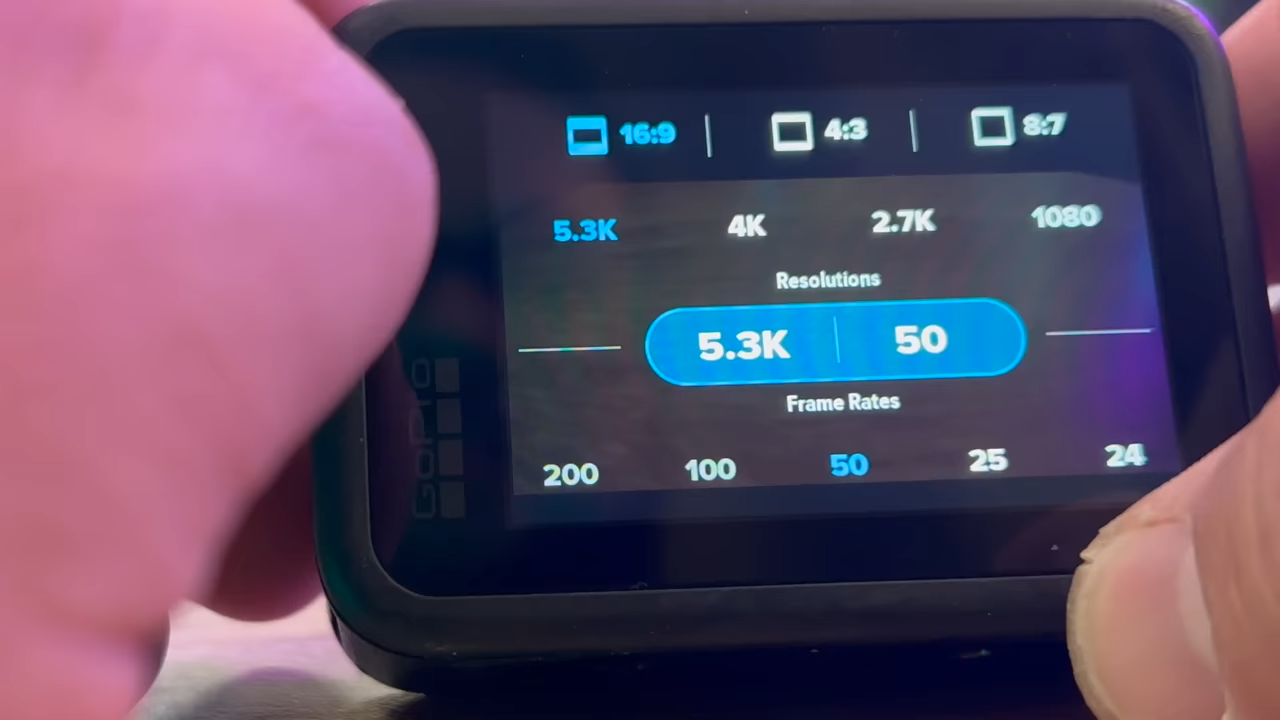 16:9 4:3 8:7
5.3K 4K 2.7K 1080
Resolutions
5.3K 50
Frame Rates
200 100 50 25 24
GoPro